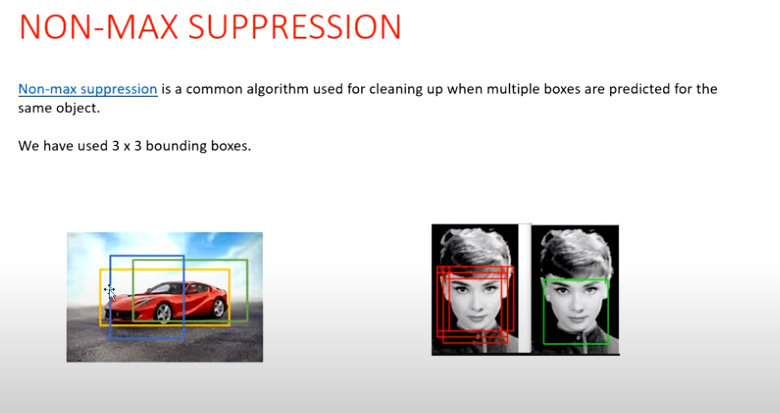 NON-MAX SUPPRESSION
Non-max suppression is a common algorithm used for cleaning up when multiple boxes are predicted for the
same object.
We have used 3 x 3 bounding boxes.